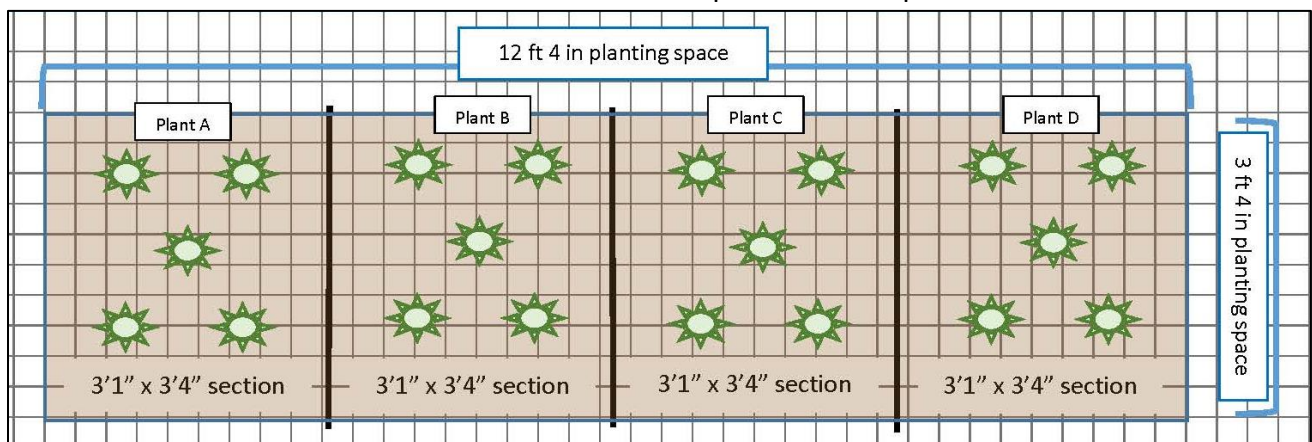 12 ft 4 in planting space
Plant A
Plant B
Plant C
Plant D
3 ft 4 in planting space
3’1” x 3’4” section
3’1” x 3’4” section
3’1” x 3’4” section
3’1” x 3’4” section